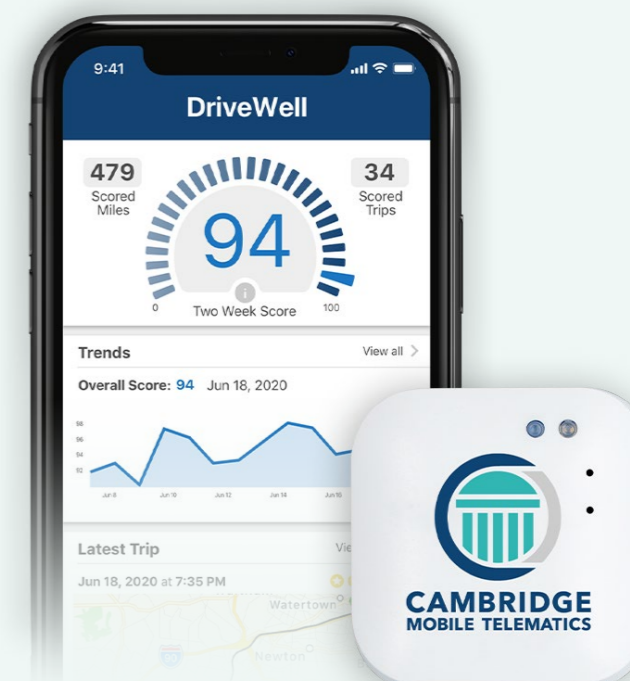 9:41
DriveWell
479
Scored
Miles
34
Scored
Trips
94
i
0
Two Week Score
100
Trends
View all >
Overall Score: 94 Jun 18, 2020
98
96
94
92
Jun 8
Jun 10
Jun 12
Jun 14
Jun 16
Latest Trip
Jun 18, 2020 at 7:35 PM
Watertown
Newton
CAMBRIDGE
MOBILE TELEMATICS